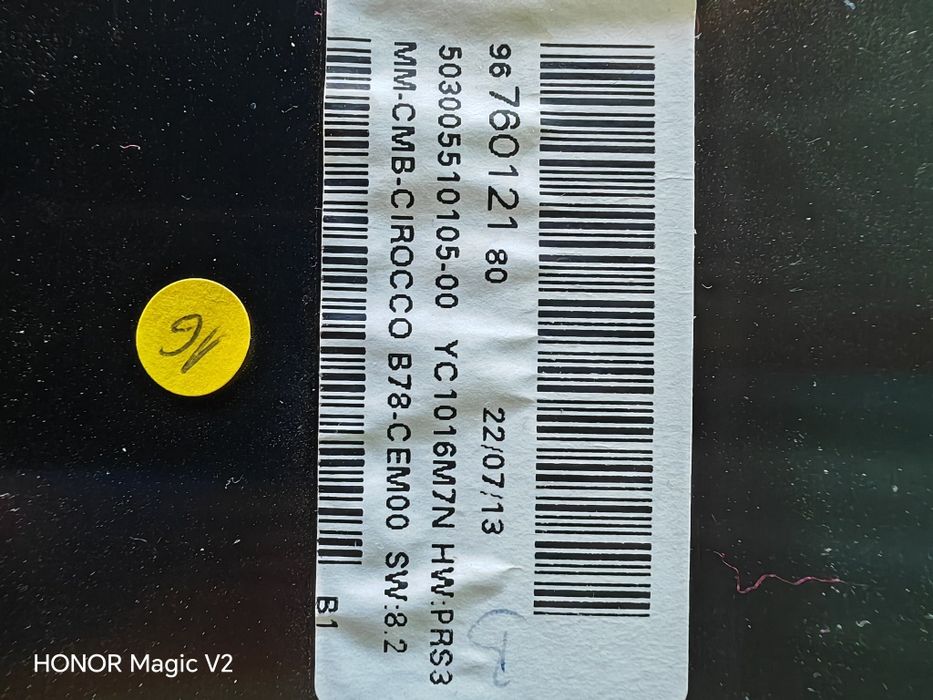 96 760121 80 22/07/13
503005510105-00 YC1016M7N HW:PRS3
MM-CMB-CIROCCO B78-CEM00 SW:8.2
B1
16
HONOR Magic V2